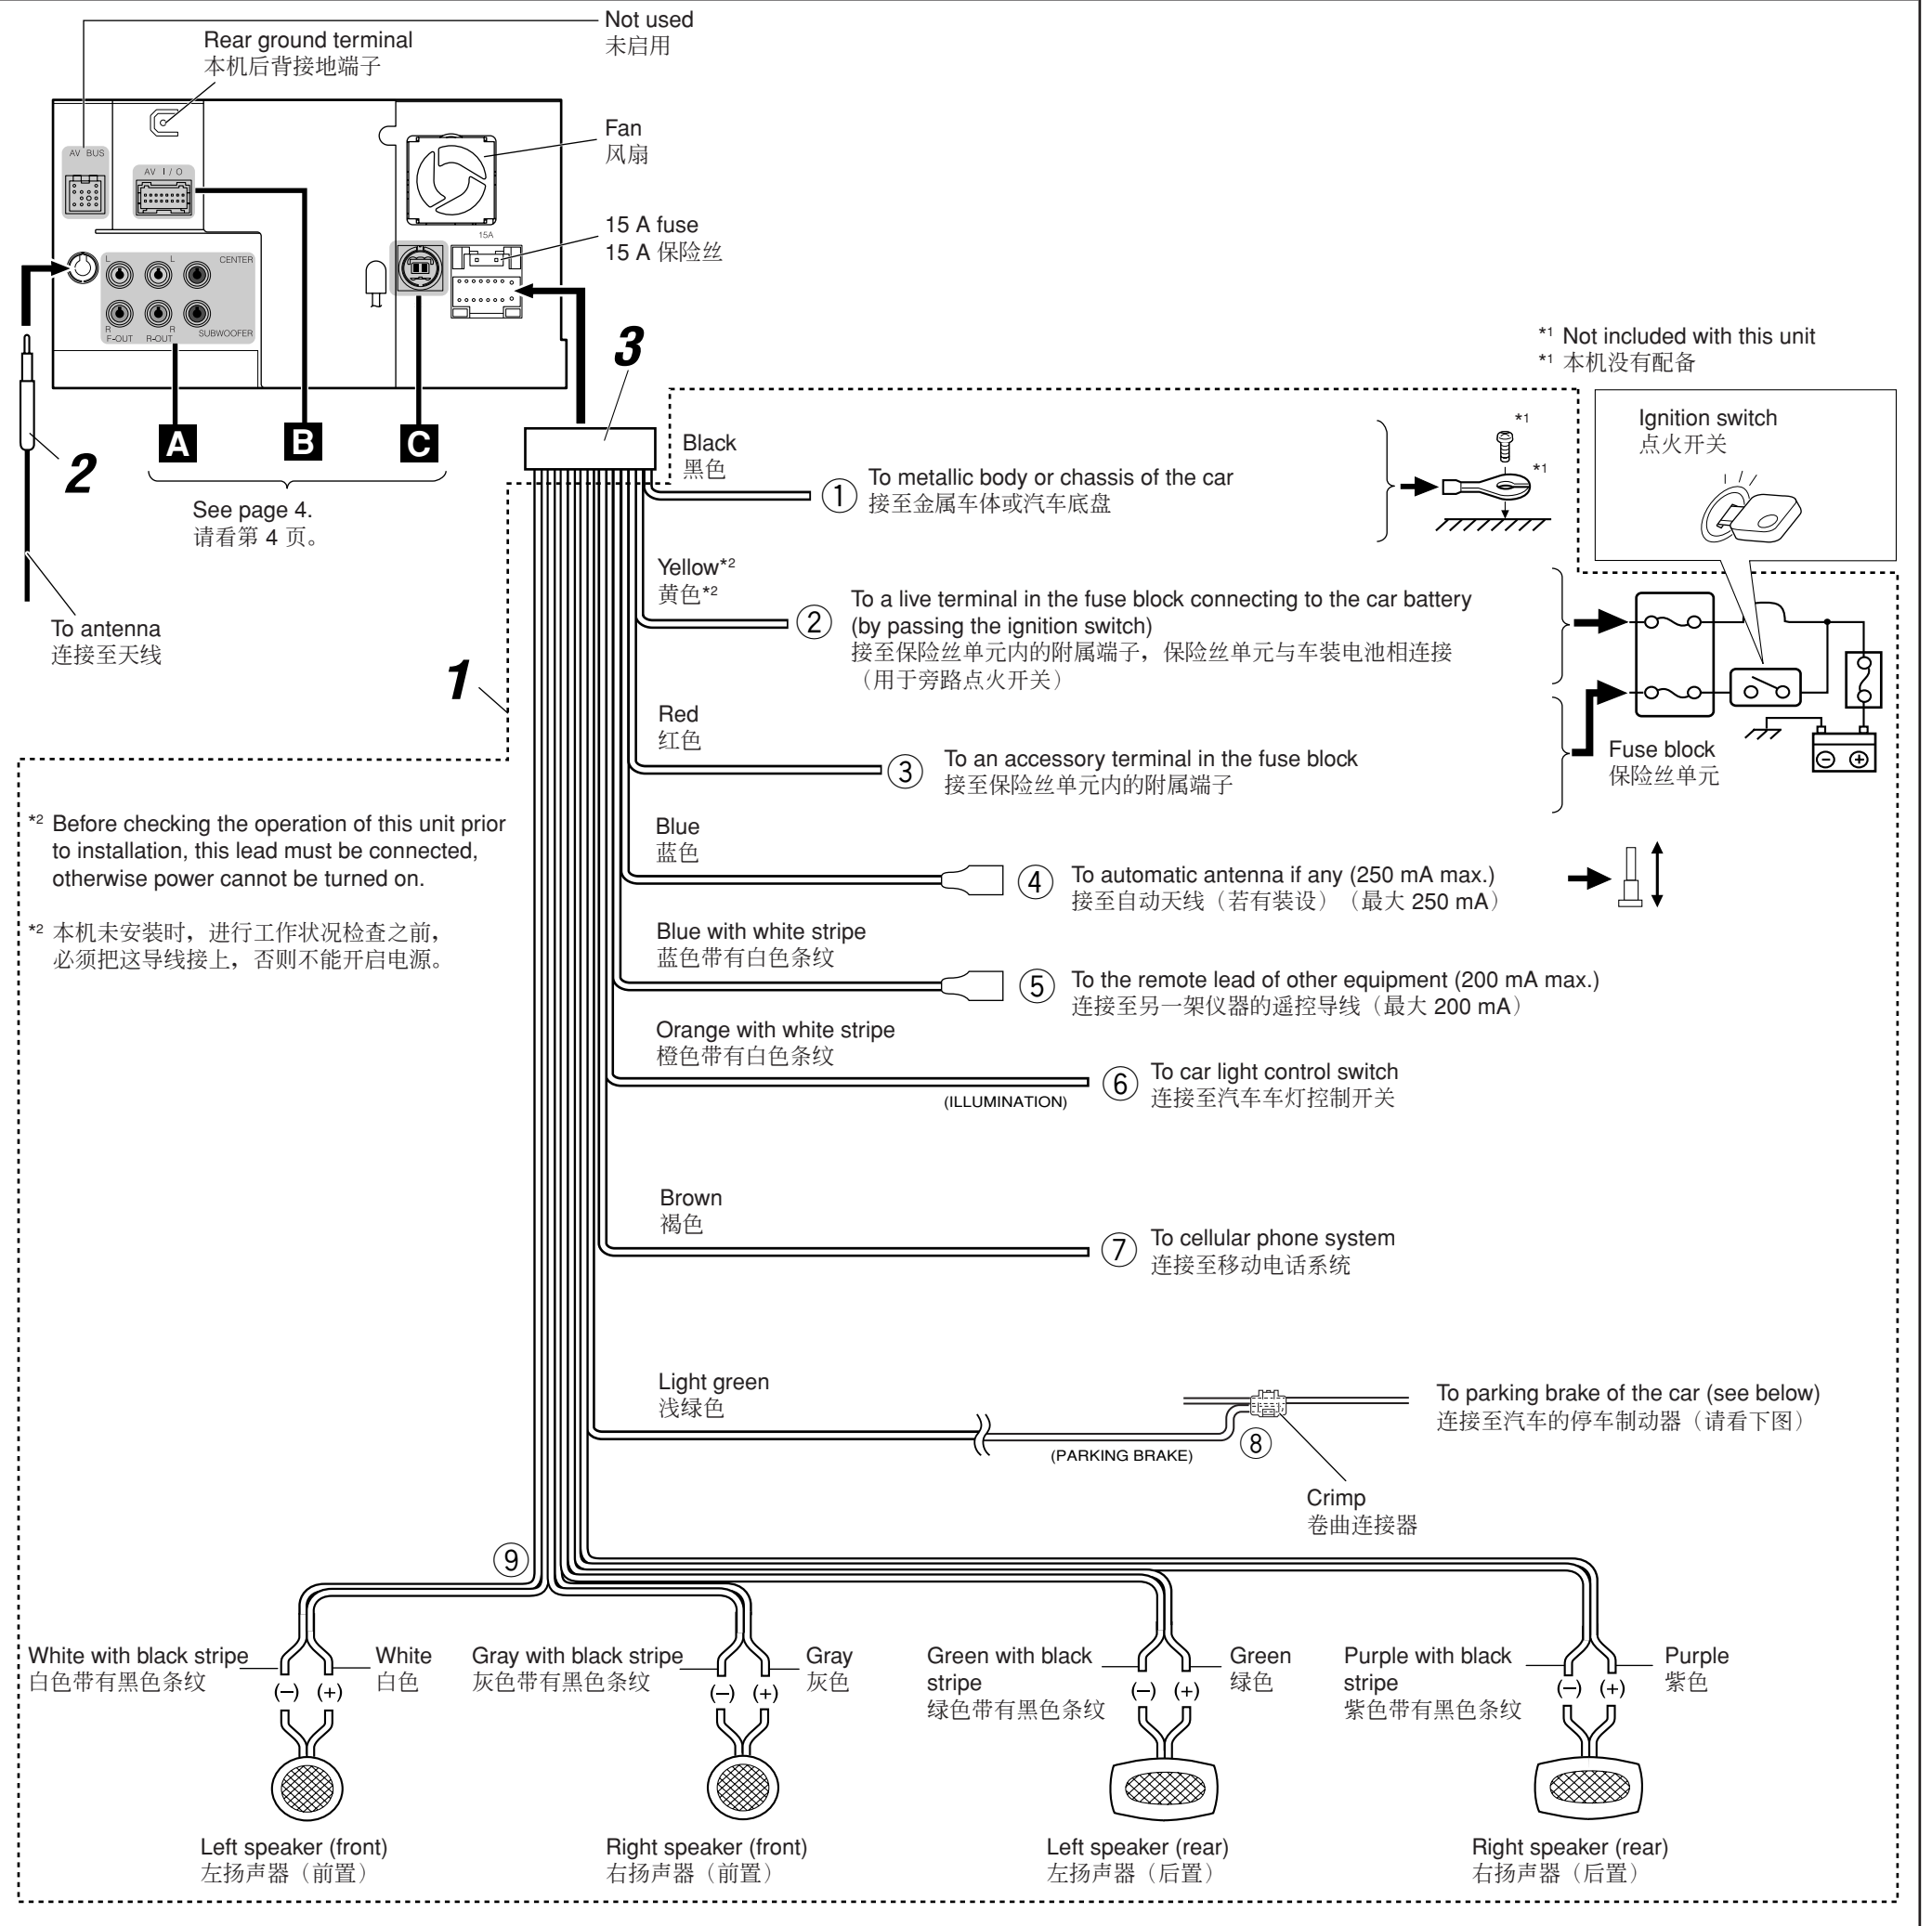 Not used
未启用
Rear ground terminal
本机后背接地端子
AV BUS
AV I / O
Fan
风扇
15 A fuse
15 A 保险丝
15A
L
L
CENTER
R
R
F-OUT
R-OUT
SUBWOOFER
3
*1 Not included with this unit
*1 本机没有配备
Ignition switch
点火开关
A
B
C
2
See page 4.
请看第 4 页。
To antenna
连接至天线
1
Black
黑色
① To metallic body or chassis of the car
接至金属车体或汽车底盘
*1
*1
Yellow*2
黄色*2
② To a live terminal in the fuse block connecting to the car battery
(by passing the ignition switch)
接至保险丝单元内的附属端子，保险丝单元与车装电池相连接
（用于旁路点火开关）
Red
红色
③ To an accessory terminal in the fuse block
接至保险丝单元内的附属端子
Fuse block
保险丝单元
*2 Before checking the operation of this unit prior
to installation, this lead must be connected,
otherwise power cannot be turned on.
*2 本机未安装时，进行工作状况检查之前，
必须把这导线接上，否则不能开启电源。
Blue
蓝色
④ To automatic antenna if any (250 mA max.)
接至自动天线（若有装设）（最大 250 mA）
Blue with white stripe
蓝色带有白色条纹
⑤ To the remote lead of other equipment (200 mA max.)
连接至另一架仪器的遥控导线（最大 200 mA）
Orange with white stripe
橙色带有白色条纹
(ILLUMINATION)
⑥ To car light control switch
连接至汽车车灯控制开关
Brown
褐色
⑦ To cellular phone system
连接至移动电话系统
Light green
浅绿色
(PARKING BRAKE)
⑧
To parking brake of the car (see below)
连接至汽车的停车制动器（请看下图）
Crimp
卷曲连接器
⑨
White with black stripe
白色带有黑色条纹
White
白色
(−) (+)
Gray with black stripe
灰色带有黑色条纹
Gray
灰色
(−) (+)
Green with black
stripe
绿色带有黑色条纹
Green
绿色
(−) (+)
Purple with black
stripe
紫色带有黑色条纹
Purple
紫色
(−) (+)
Left speaker (front)
左扬声器（前置）
Right speaker (front)
右扬声器（前置）
Left speaker (rear)
左扬声器（后置）
Right speaker (rear)
右扬声器（后置）